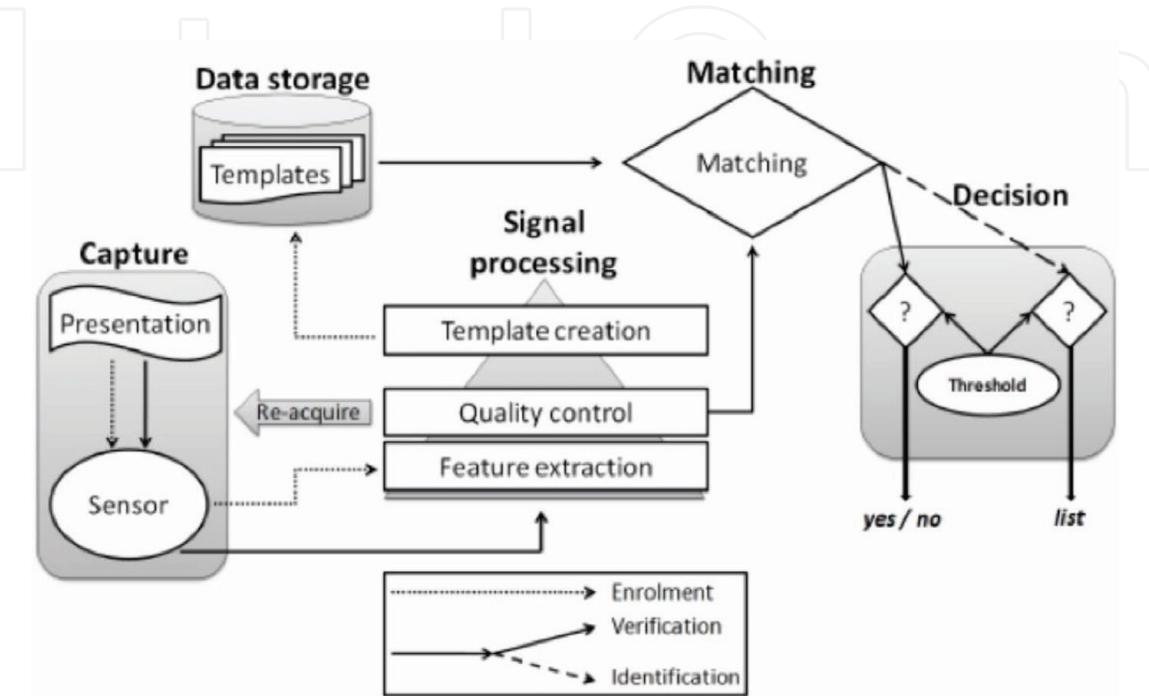 Data storage
Templates
Matching
Matching
Decision
?
?
Threshold
yes / no
list
Signal
processing
Template creation
Quality control
Feature extraction
Re-acquire
Capture
Presentation
Sensor
Enrolment
Verification
Identification